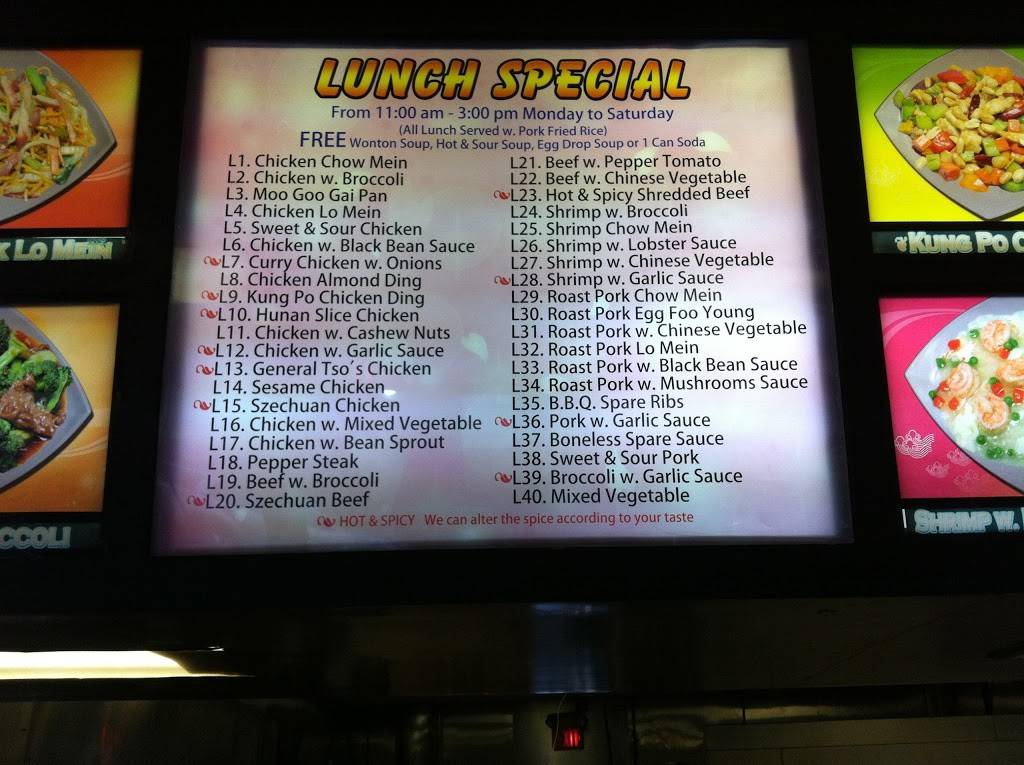 LUNCH SPECIAL
From 11:00 am - 3:00 pm Monday to Saturday
(All Lunch Served w. Pork Fried Rice)
FREE Wonton Soup, Hot & Sour Soup, Egg Drop Soup or 1 Can Soda
L1. Chicken Chow Mein
L2. Chicken w. Broccoli
L3. Moo Goo Gai Pan
L4. Chicken Lo Mein
L5. Sweet & Sour Chicken
L6. Chicken w. Black Bean Sauce
L7. Curry Chicken w. Onions
L8. Chicken Almond Ding
L9. Kung Po Chicken Ding
L10. Hunan Slice Chicken
L11. Chicken w. Cashew Nuts
L12. Chicken w. Garlic Sauce
L13. General Tso's Chicken
L14. Sesame Chicken
L15. Szechuan Chicken
L16. Chicken w. Mixed Vegetable
L17. Chicken w. Bean Sprout
L18. Pepper Steak
L19. Beef w. Broccoli
L20. Szechuan Beef
L21. Beef w. Pepper Tomato
L22. Beef w. Chinese Vegetable
L23. Hot & Spicy Shredded Beef
L24. Shrimp w. Broccoli
L25. Shrimp Chow Mein
L26. Shrimp w. Lobster Sauce
L27. Shrimp w. Chinese Vegetable
L28. Shrimp w. Garlic Sauce
L29. Roast Pork Chow Mein
L30. Roast Pork Egg Foo Young
L31. Roast Pork w. Chinese Vegetable
L32. Roast Pork Lo Mein
L33. Roast Pork w. Black Bean Sauce
L34. Roast Pork w. Mushrooms Sauce
L35. B.B.Q. Spare Ribs
L36. Pork w. Garlic Sauce
L37. Boneless Spare Sauce
L38. Sweet & Sour Pork
L39. Broccoli w. Garlic Sauce
L40. Mixed Vegetable
HOT & SPICY We can alter the spice according to your taste
K LO MEIN
CCOLI
KUNG PO C
SHRIMP W.